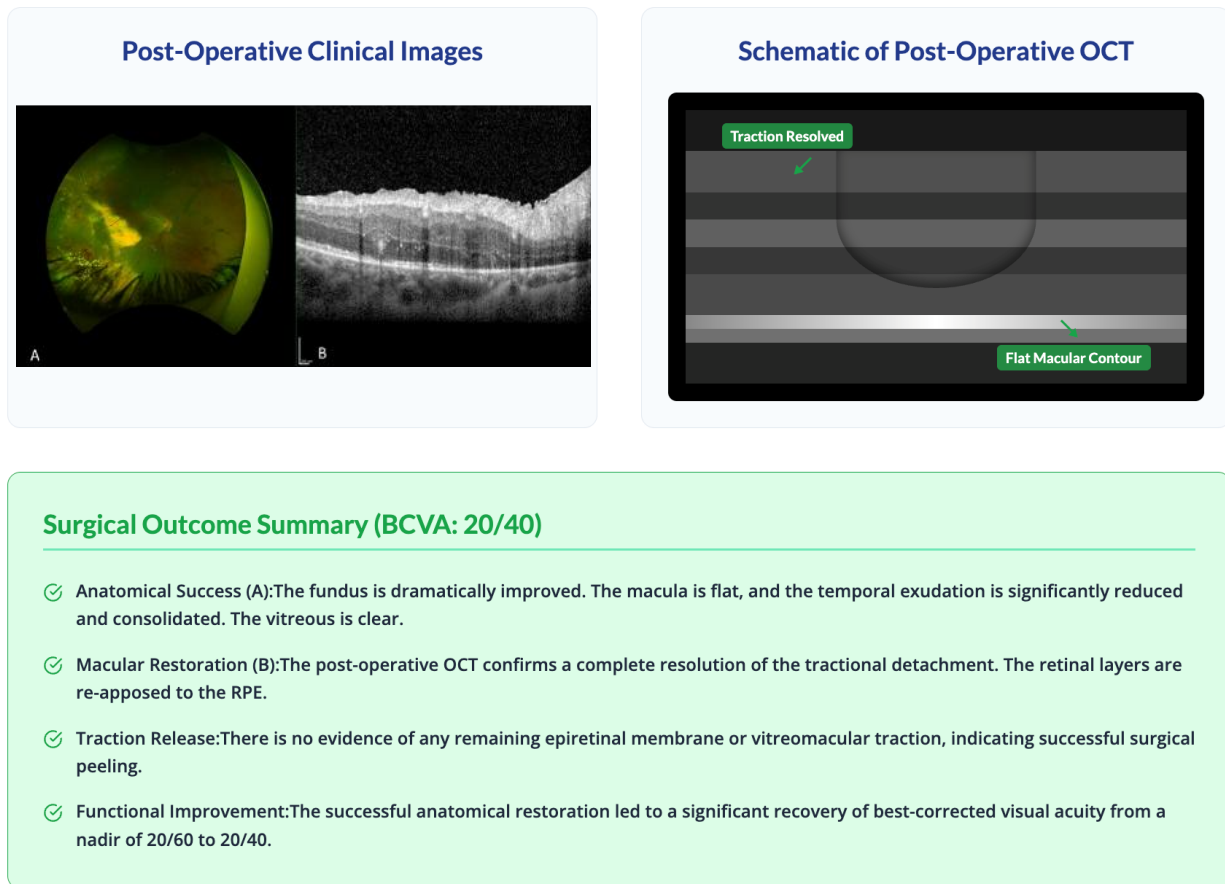 Post-Operative Clinical Images
A
B
Schematic of Post-Operative OCT
Traction Resolved
Flat Macular Contour
Surgical Outcome Summary (BCVA: 20/40)
Anatomical Success (A):The fundus is dramatically improved. The macula is flat, and the temporal exudation is significantly reduced
and consolidated. The vitreous is clear.
Macular Restoration (B):The post-operative OCT confirms a complete resolution of the tractional detachment. The retinal layers are
re-apposed to the RPE.
Traction Release:There is no evidence of any remaining epiretinal membrane or vitreomacular traction, indicating successful surgical
peeling.
Functional Improvement:The successful anatomical restoration led to a significant recovery of best-corrected visual acuity from a
nadir of 20/60 to 20/40.